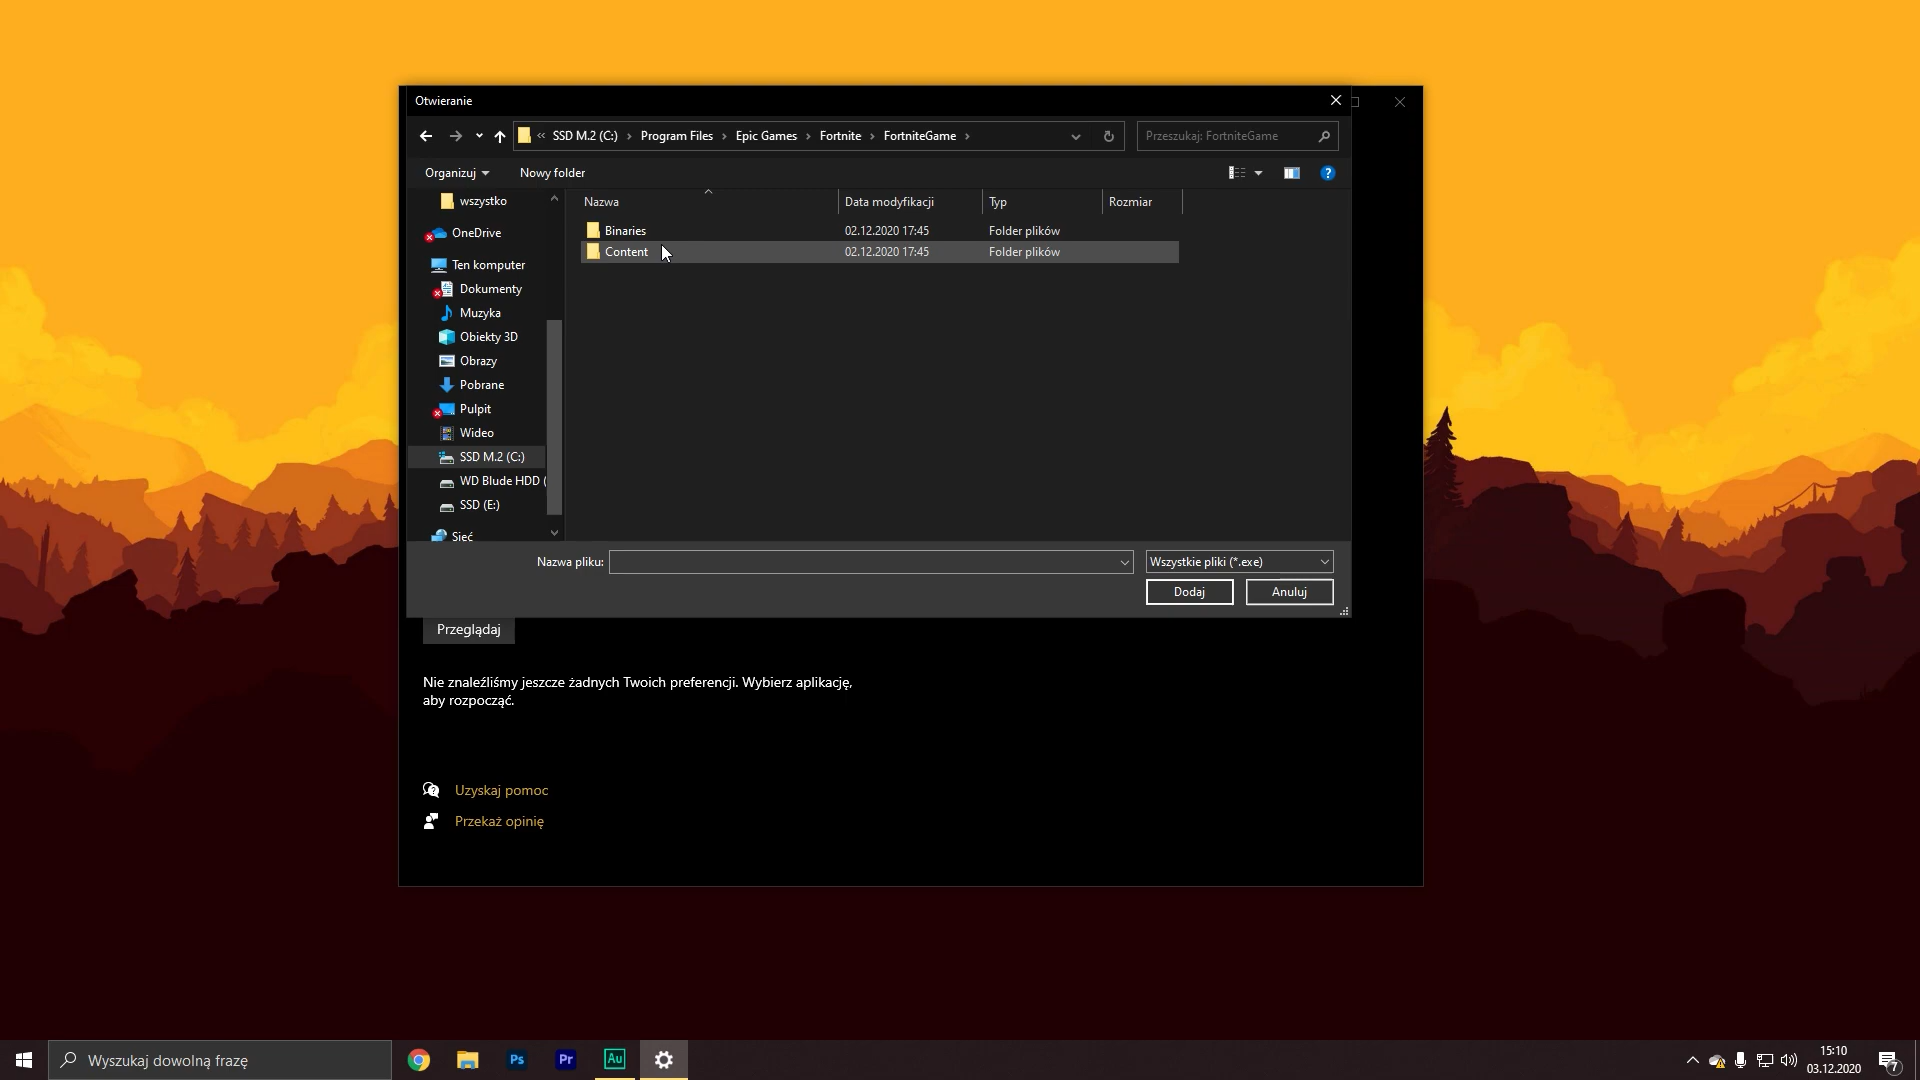 Otwieranie
« SSD M.2 (C:) › Program Files › Epic Games › Fortnite › FortniteGame ›
Przeszukaj: FortniteGame
Organizuj
Nowy folder
?
wszystko
OneDrive
Ten komputer
Dokumenty
Muzyka
Obiekty 3D
Obrazy
Pobrane
Pulpit
Wideo
SSD M.2 (C:)
WD Blude HDD (
SSD (E:)
Sieć
Nazwa Data modyfikacji Typ Rozmiar
Binaries 02.12.2020 17:45 Folder plików
Content 02.12.2020 17:45 Folder plików
Nazwa pliku:
Wszystkie pliki (*.exe)
Dodaj
Anuluj
Przeglądaj
Nie znaleźliśmy jeszcze żadnych Twoich preferencji. Wybierz aplikację,
aby rozpocząć.
Uzyskaj pomoc
Przekaż opinię
Wyszukaj dowolną frazę
Ps
Pr
Au
15:10
03.12.2020
7